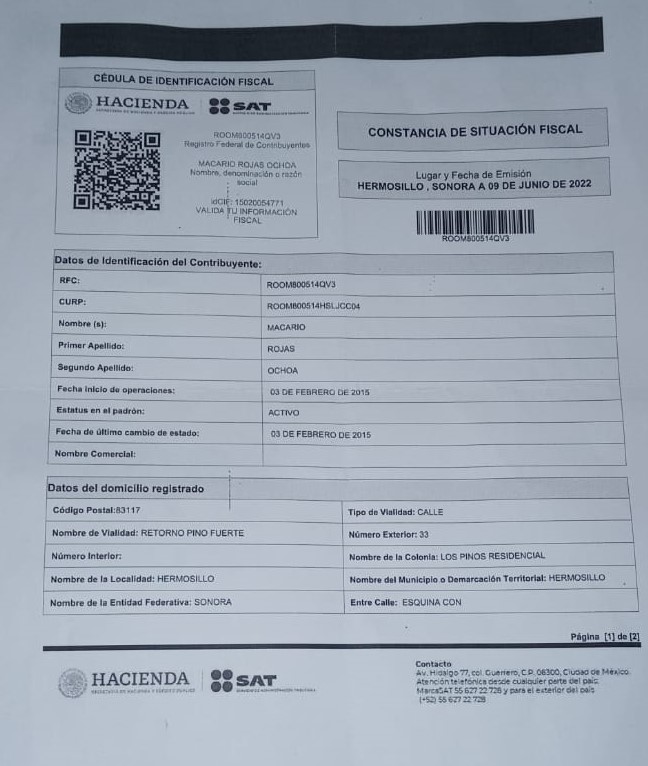 CÉDULA DE IDENTIFICACIÓN FISCAL
HACIENDA
SAT
ROOM800514QV3
Registro Federal de Contribuyentes
MACARIO ROJAS OCHOA
Nombre, denominación o razón
social
idCIF: 15020054771
VALIDA TU INFORMACIÓN
FISCAL
CONSTANCIA DE SITUACIÓN FISCAL
Lugar y Fecha de Emisión
HERMOSILLO , SONORA A 09 DE JUNIO DE 2022
ROOM800514QV3
Datos de Identificación del Contribuyente:
RFC: ROOM800514QV3
CURP: ROOM800514HSLJCC04
Nombre (s): MACARIO
Primer Apellido: ROJAS
Segundo Apellido: OCHOA
Fecha inicio de operaciones: 03 DE FEBRERO DE 2015
Estatus en el padrón: ACTIVO
Fecha de último cambio de estado: 03 DE FEBRERO DE 2015
Nombre Comercial:
Datos del domicilio registrado
Código Postal:83117 Tipo de Vialidad: CALLE
Nombre de Vialidad: RETORNO PINO FUERTE Número Exterior: 33
Número Interior: Nombre de la Colonia: LOS PINOS RESIDENCIAL
Nombre de la Localidad: HERMOSILLO Nombre del Municipio o Demarcación Territorial: HERMOSILLO
Nombre de la Entidad Federativa: SONORA Entre Calle: ESQUINA CON
Página [1] de [2]
HACIENDA
SAT
Contacto
Av. Hidalgo 77, col. Guerrero, C.P. 06300, Ciudad de México.
Atención telefónica desde cualquier parte del país:
MarcaSAT 55 627 22 728 y para el exterior del país
(+52) 55 627 22 728